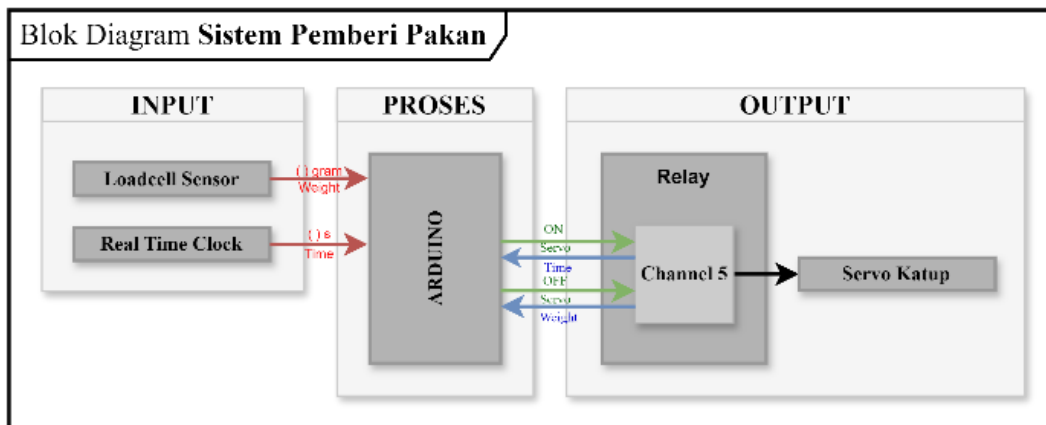 Blok Diagram Sistem Pemberi Pakan
INPUT
Loadcell Sensor
Real Time Clock
( ) gram
Weight
( ) s
Time
PROSES
ARDUINO
ON
Servo
Time
OFF
Servo
Weight
OUTPUT
Relay
Channel 5
Servo Katup